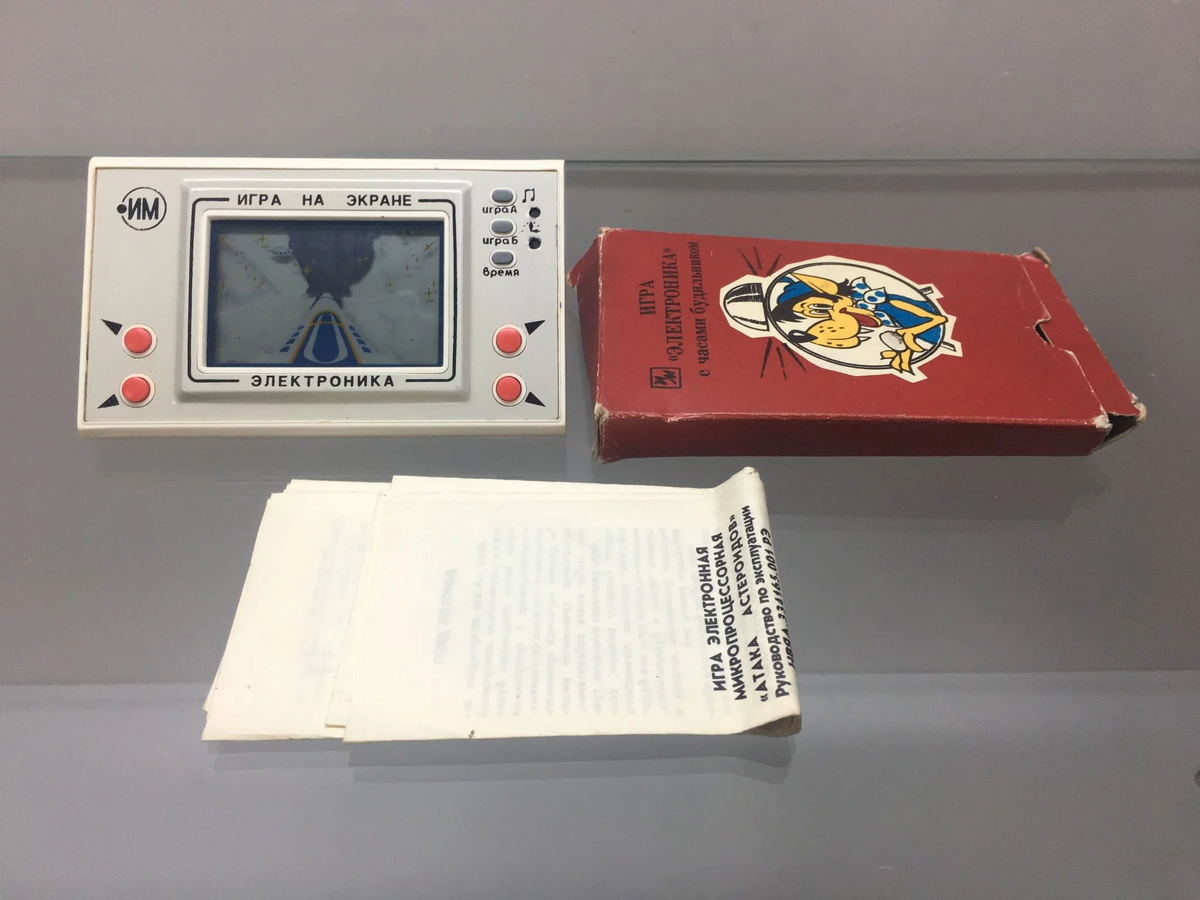 ИМ
ИГРА НА ЭКРАНЕ
играА
играБ
время
ЭЛЕКТРОНИКА
ИГРА
«ЭЛЕКТРОНИКА»
с часами будильником
ИГРА ЭЛЕКТРОННАЯ
МИКРОПРОЦЕССОРНАЯ
«АТАКА АСТЕРОИДОВ»
Руководство по эксплуатации